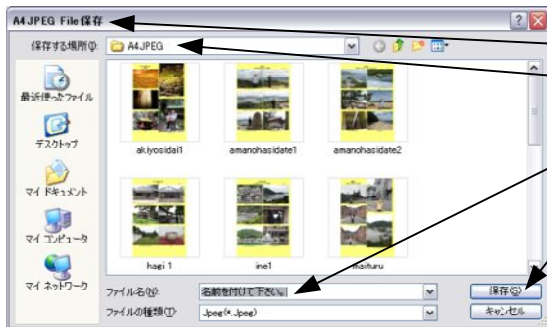 A4JPEG File保存
保存する場所(I):
A4JPEG
最近使ったファイル
デスクトップ
マイ ドキュメント
マイ コンピュータ
マイ ネットワーク
akiyosidai1
amanohasidate1
amanohasidate2
hagi 1
ine1
maituru
ファイル名(N):
名前を付けて下さい。
保存(S)
ファイルの種類(T):
Jpeg(*.Jpeg)
キャンセル